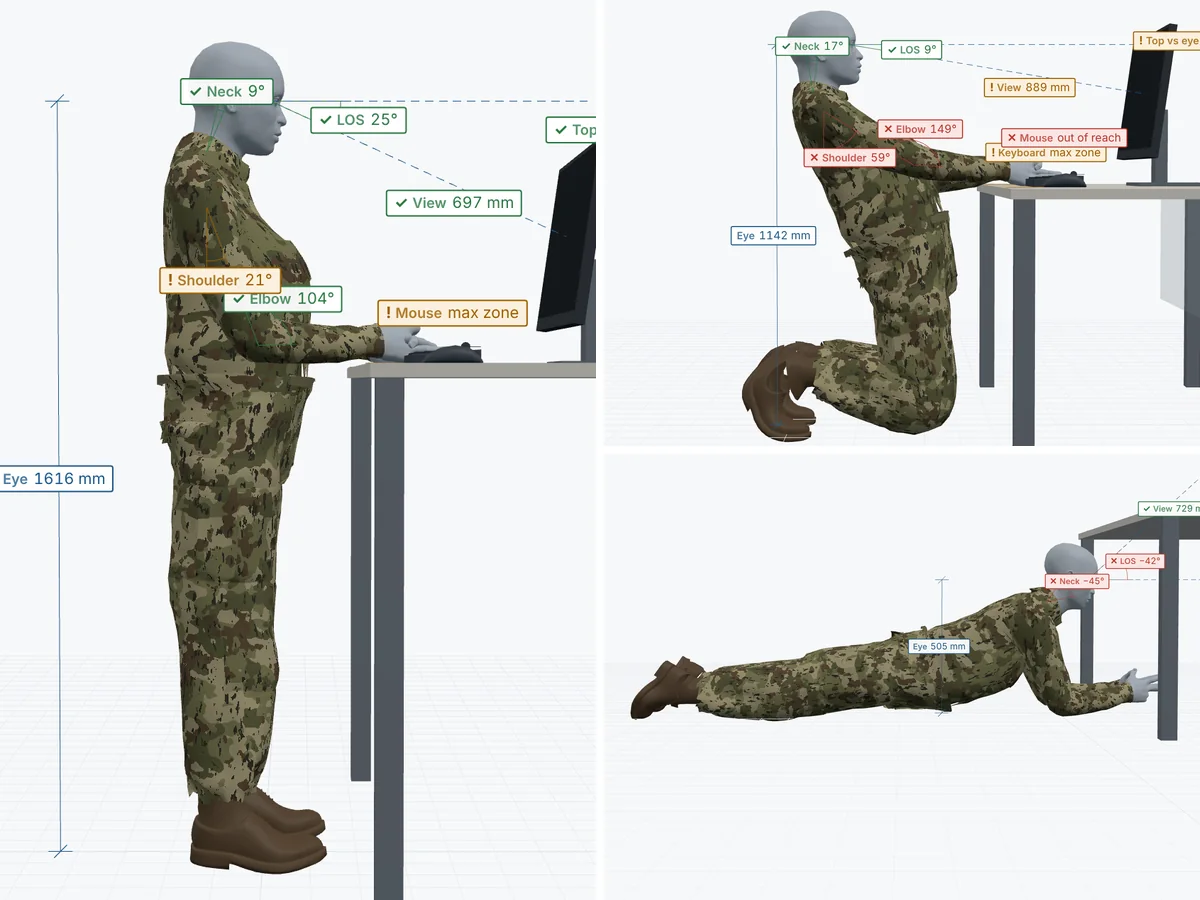 ✓ Neck 9°
✓ LOS 25°
✓ Top
✓ View 697 mm
! Shoulder 21°
✓ Elbow 104°
! Mouse max zone
Eye 1616 mm
✓ Neck 17°
✓ LOS 9°
! Top vs eye
! View 889 mm
✕ Elbow 149°
✕ Mouse out of reach
! Keyboard max zone
✕ Shoulder 59°
Eye 1142 mm
✓ View 729 m
✕ LOS −42°
✕ Neck −45°
Eye 505 mm